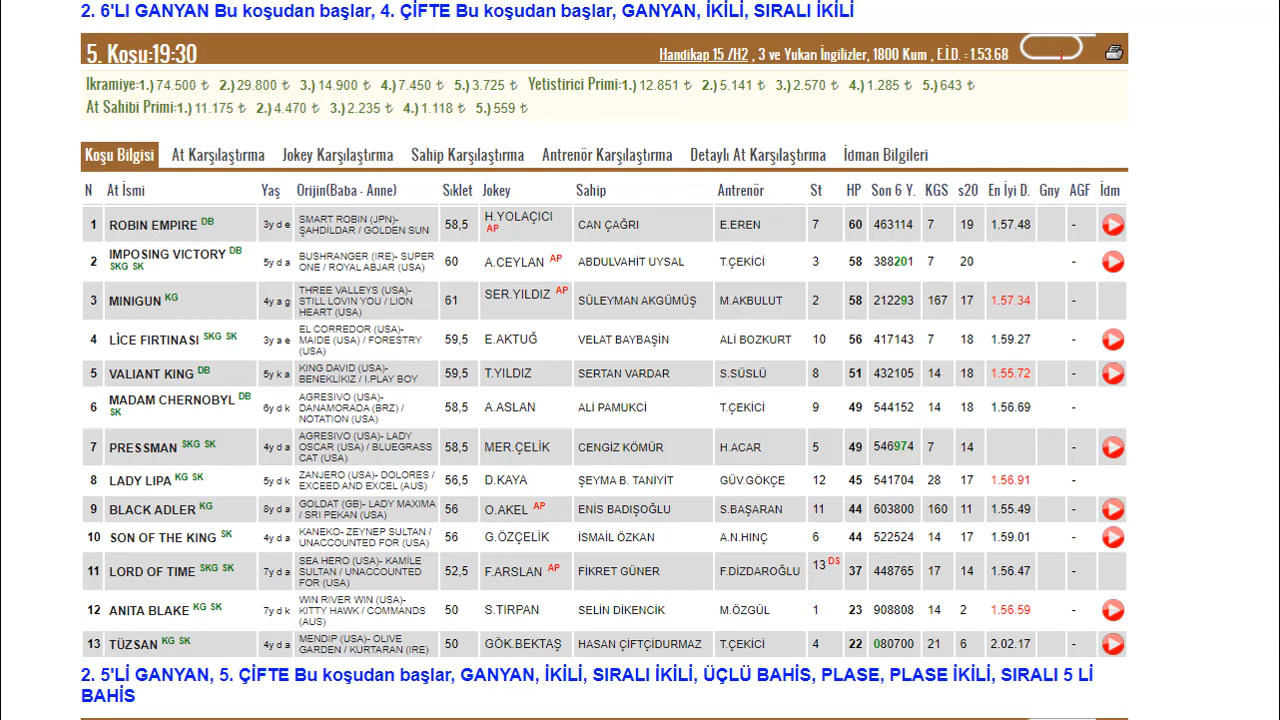 2. 6'LI GANYAN Bu koşudan başlar, 4. ÇİFTE Bu koşudan başlar, GANYAN, İKİLİ, SIRALI İKİLİ
5. Koşu:19:30 Handikap 15 /H2 , 3 ve Yukarı İngilizler, 1800 Kum , E.İ.D. : 1.53.68
Ikramiye:1.) 74.500 ₺ 2.) 29.800 ₺ 3.) 14.900 ₺ 4.) 7.450 ₺ 5.) 3.725 ₺ Yetistirici Primi:1.) 12.851 ₺ 2.) 5.141 ₺ 3.) 2.570 ₺ 4.) 1.285 ₺ 5.) 643 ₺
At Sahibi Primi:1.) 11.175 ₺ 2.) 4.470 ₺ 3.) 2.235 ₺ 4.) 1.118 ₺ 5.) 559 ₺
Koşu Bilgisi At Karşılaştırma Jokey Karşılaştırma Sahip Karşılaştırma Antrenör Karşılaştırma Detaylı At Karşılaştırma İdman Bilgileri
N At İsmi Yaş Orijin(Baba - Anne) Sıklet Jokey Sahip Antrenör St HP Son 6 Y. KGS s20 En İyi D. Gny AGF İdm
1 ROBIN EMPIRE DB 3y d e SMART ROBIN (JPN)- ŞAHDİLDAR / GOLDEN SUN 58,5 H.YOLAÇICI AP CAN ÇAĞRI E.EREN 7 60 463114 7 19 1.57.48 -
2 IMPOSING VICTORY DB SKG SK 5y d a BUSHRANGER (IRE)- SUPER ONE / ROYAL ABJAR (USA) 60 A.CEYLAN AP ABDULVAHİT UYSAL T.ÇEKİCİ 3 58 388201 7 20 -
3 MINIGUN KG 4y a g THREE VALLEYS (USA)- STILL LOVIN YOU / LION HEART (USA) 61 SER.YILDIZ AP SÜLEYMAN AKGÜMÜŞ M.AKBULUT 2 58 212293 167 17 1.57.34 -
4 LİCE FIRTINASI SKG SK 3y a e EL CORREDOR (USA)- MAIDE (USA) / FORESTRY (USA) 59,5 E.AKTUĞ VELAT BAYBAŞİN ALİ BOZKURT 10 56 417143 7 18 1.59.27 -
5 VALIANT KING DB 5y k a KING DAVID (USA)- BENEKLİKIZ / I.PLAY BOY 59,5 T.YILDIZ SERTAN VARDAR S.SÜSLÜ 8 51 432105 14 18 1.55.72 -
6 MADAM CHERNOBYL DB SK 6y d k AGRESIVO (USA)- DANAMORADA (BRZ) / NOTATION (USA) 58,5 A.ASLAN ALİ PAMUKCI T.ÇEKİCİ 9 49 544152 14 18 1.56.69 -
7 PRESSMAN SKG SK 4y d a AGRESIVO (USA)- LADY OSCAR (USA) / BLUEGRASS CAT (USA) 58,5 MER.ÇELİK CENGİZ KÖMÜR H.ACAR 5 49 546974 7 14 -
8 LADY LIPA KG SK 5y d k ZANJERO (USA)- DOLORES / EXCEED AND EXCEL (AUS) 56,5 D.KAYA ŞEYMA B. TANİYİT GÜV.GÖKÇE 12 45 541704 28 17 1.56.91 -
9 BLACK ADLER KG 8y d a GOLDAT (GB)- LADY MAXIMA / SRI PEKAN (USA) 56 O.AKEL AP ENIS BADIŞOĞLU S.BAŞARAN 11 44 603800 160 11 1.55.49 -
10 SON OF THE KING SK 4y d a KANEKO- ZEYNEP SULTAN / UNACCOUNTED FOR (USA) 56 G.ÖZÇELİK İSMAİL ÖZKAN A.N.HINÇ 6 44 522524 14 17 1.59.01 -
11 LORD OF TIME SKG SK 7y d a SEA HERO (USA)- KAMİLE SULTAN / UNACCOUNTED FOR (USA) 52,5 F.ARSLAN AP FİKRET GÜNER F.DİZDAROĞLU 13 DS 37 448765 17 14 1.56.47 -
12 ANITA BLAKE KG SK 7y d k WIN RIVER WIN (USA)- KITTY HAWK / COMMANDS (AUS) 50 S.TIRPAN SELİN DİKENCİK M.ÖZGÜL 1 23 908808 14 2 1.56.59 -
13 TÜZSAN KG SK 4y d a MENDIP (USA)- OLIVE GARDEN / KURTARAN (IRE) 50 GÖK.BEKTAŞ HASAN ÇİFTÇİDURMAZ T.ÇEKİCİ 4 22 080700 21 6 2.02.17 -
2. 5'Lİ GANYAN, 5. ÇİFTE Bu koşudan başlar, GANYAN, İKİLİ, SIRALI İKİLİ, ÜÇLÜ BAHİS, PLASE, PLASE İKİLİ, SIRALI 5 Lİ
BAHİS